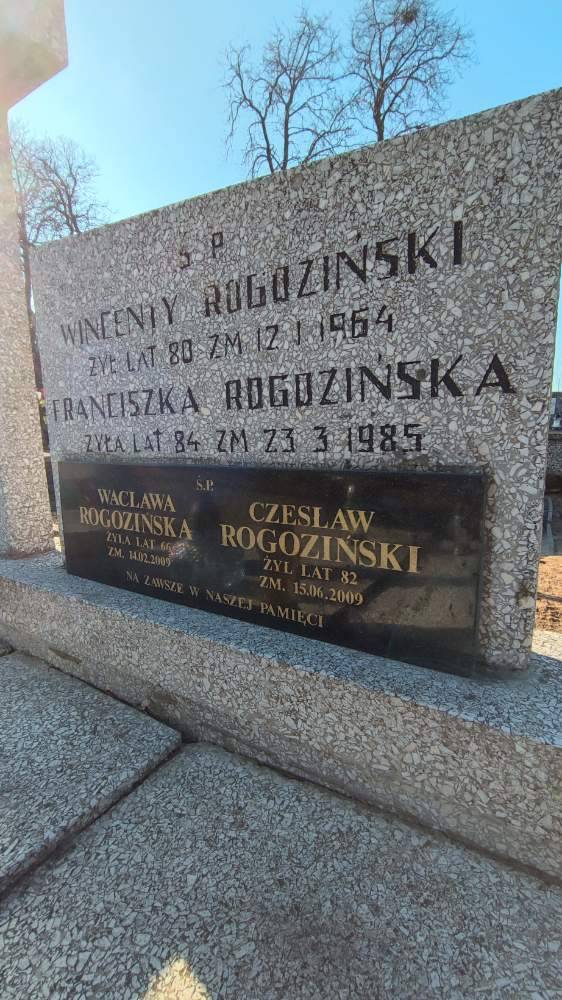 Ś P
WINCENTY ROGOZIŃSKI
ŻYŁ LAT 80 ZM 12 1 1964
FRANCISZKA ROGOZIŃSKA
ŻYŁA LAT 84 ZM 23 3 1985
Ś.P.
WACŁAWA
ROGOZIŃSKA
ŻYŁA LAT 66
ZM. 14.02.2009
CZESŁAW
ROGOZIŃSKI
ŻYŁ LAT 82
ZM. 15.06.2009
NA ZAWSZE W NASZEJ PAMIĘCI